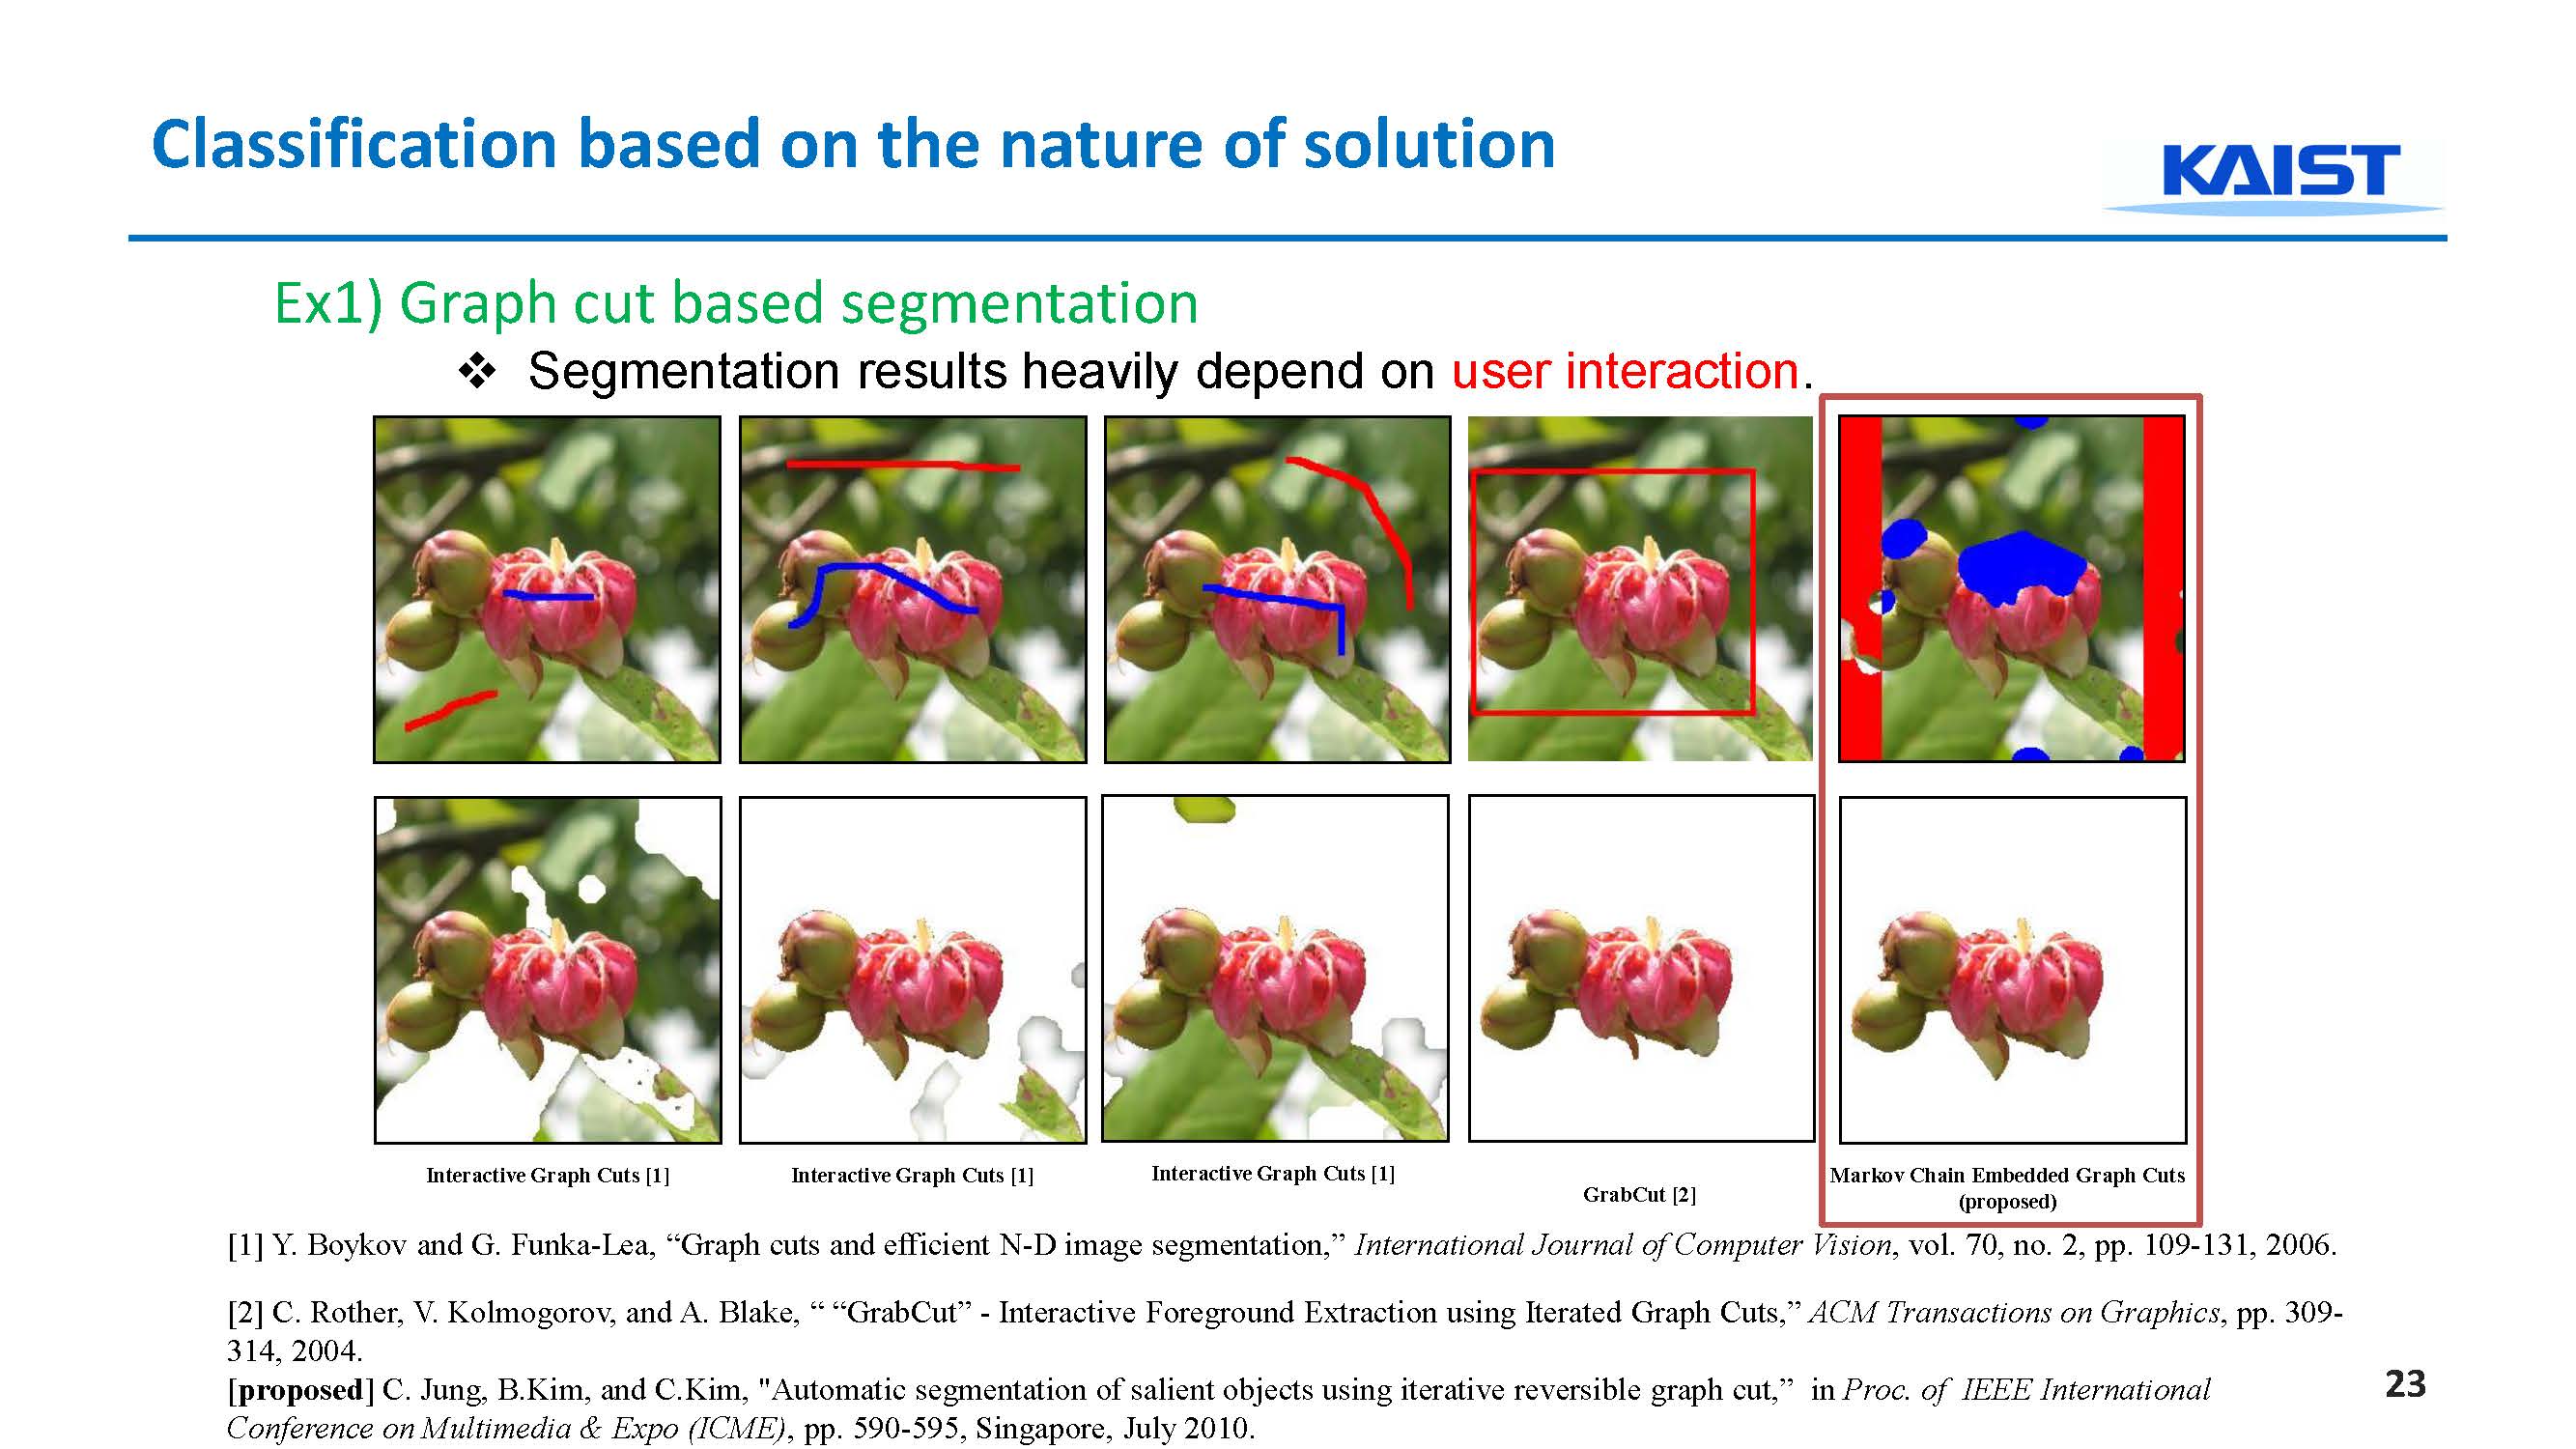 Classification based on the nature of solution
KAIST
Ex1) Graph cut based segmentation
❖ Segmentation results heavily depend on user interaction.
Interactive Graph Cuts [1]
Interactive Graph Cuts [1]
Interactive Graph Cuts [1]
GrabCut [2]
Markov Chain Embedded Graph Cuts
(proposed)
[1] Y. Boykov and G. Funka-Lea, “Graph cuts and efficient N-D image segmentation,” International Journal of Computer Vision, vol. 70, no. 2, pp. 109-131, 2006.
[2] C. Rother, V. Kolmogorov, and A. Blake, “ “GrabCut” - Interactive Foreground Extraction using Iterated Graph Cuts,” ACM Transactions on Graphics, pp. 309-
314, 2004.
[proposed] C. Jung, B.Kim, and C.Kim, "Automatic segmentation of salient objects using iterative reversible graph cut,” in Proc. of IEEE International
Conference on Multimedia & Expo (ICME), pp. 590-595, Singapore, July 2010.
23